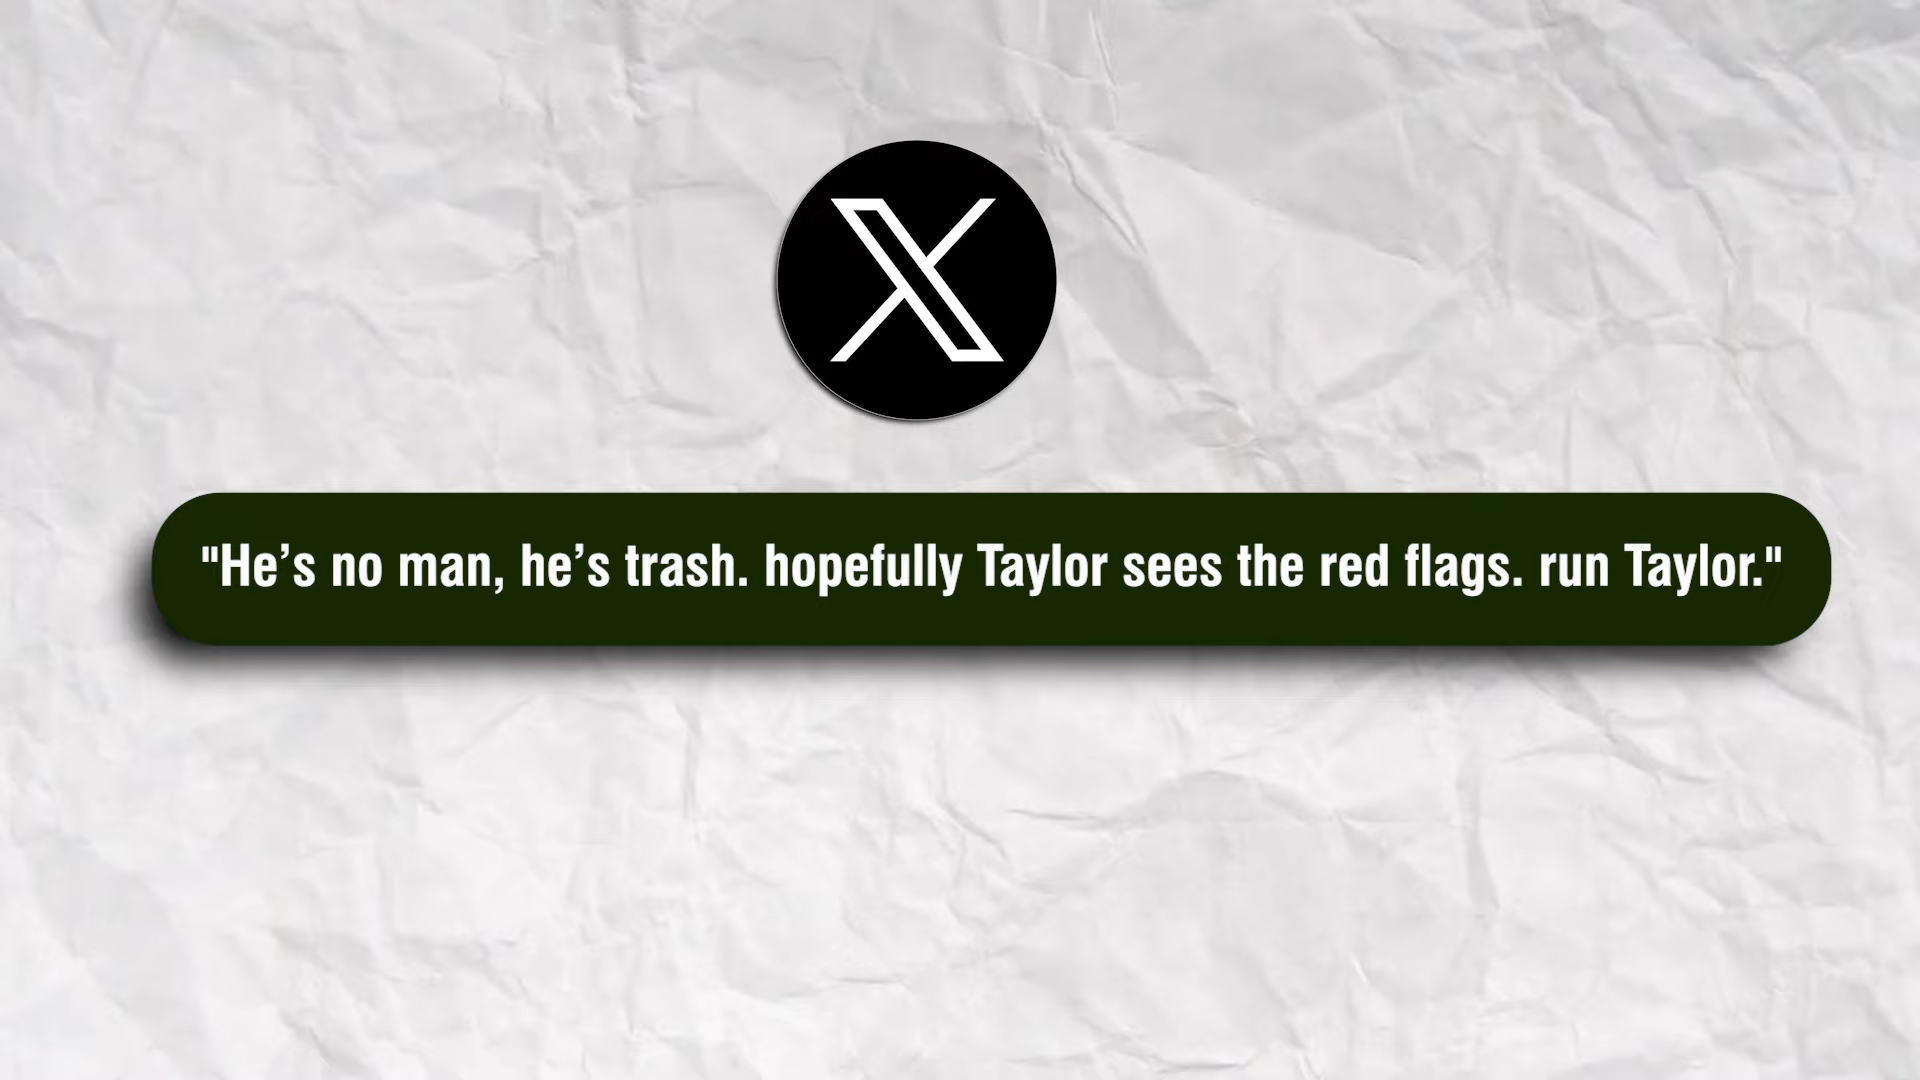 "He’s no man, he’s trash. hopefully Taylor sees the red flags. run Taylor."